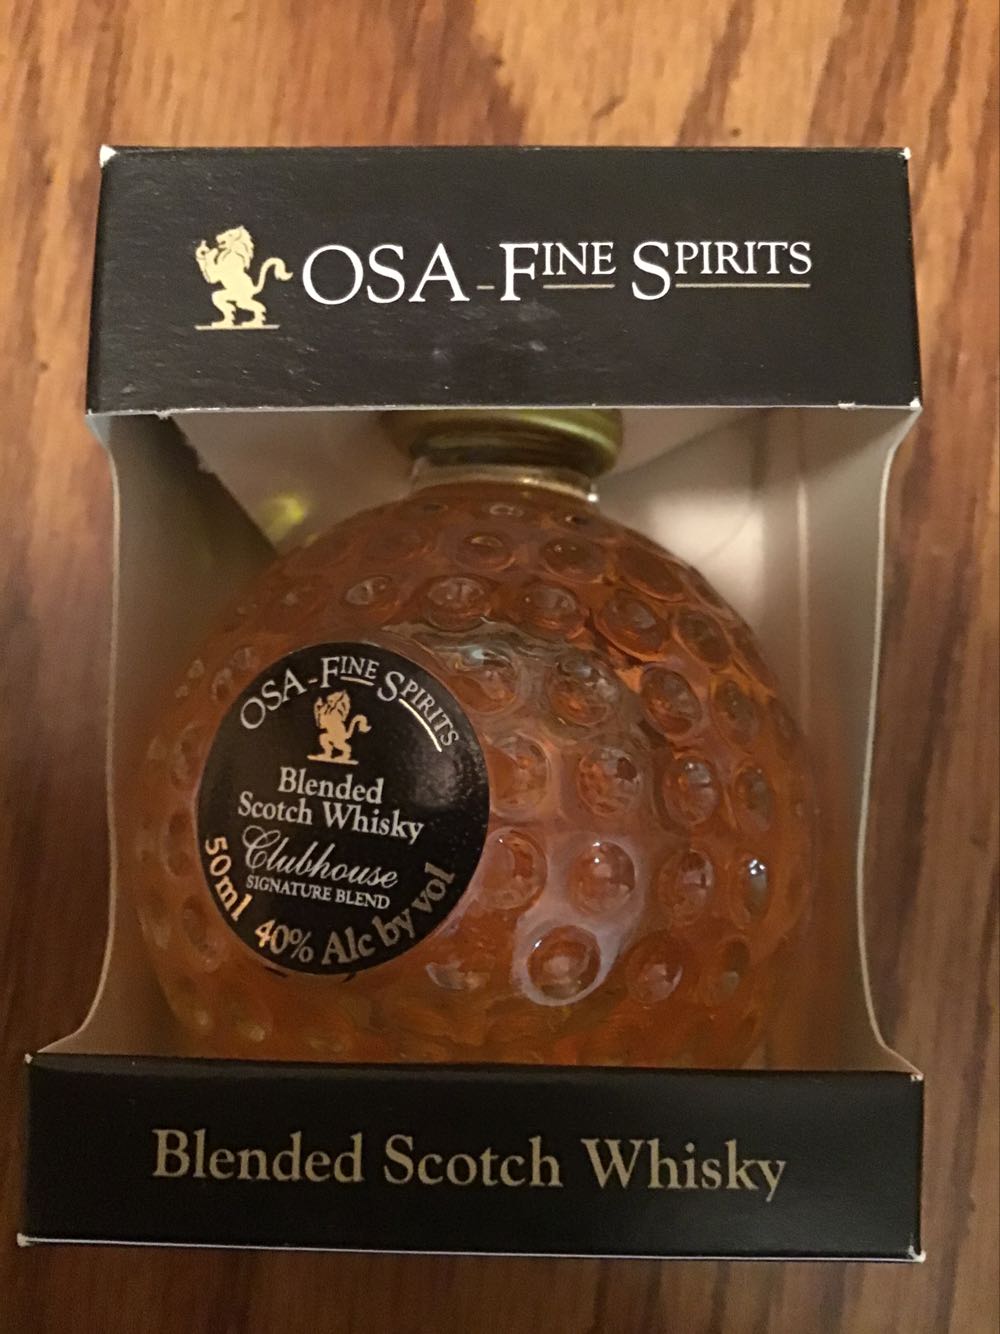 OSA-FINE SPIRITS
OSA-FINE SPIRITS
Blended
Scotch Whisky
Clubhouse
SIGNATURE BLEND
50ml 40% Alc by vol
Blended Scotch Whisky